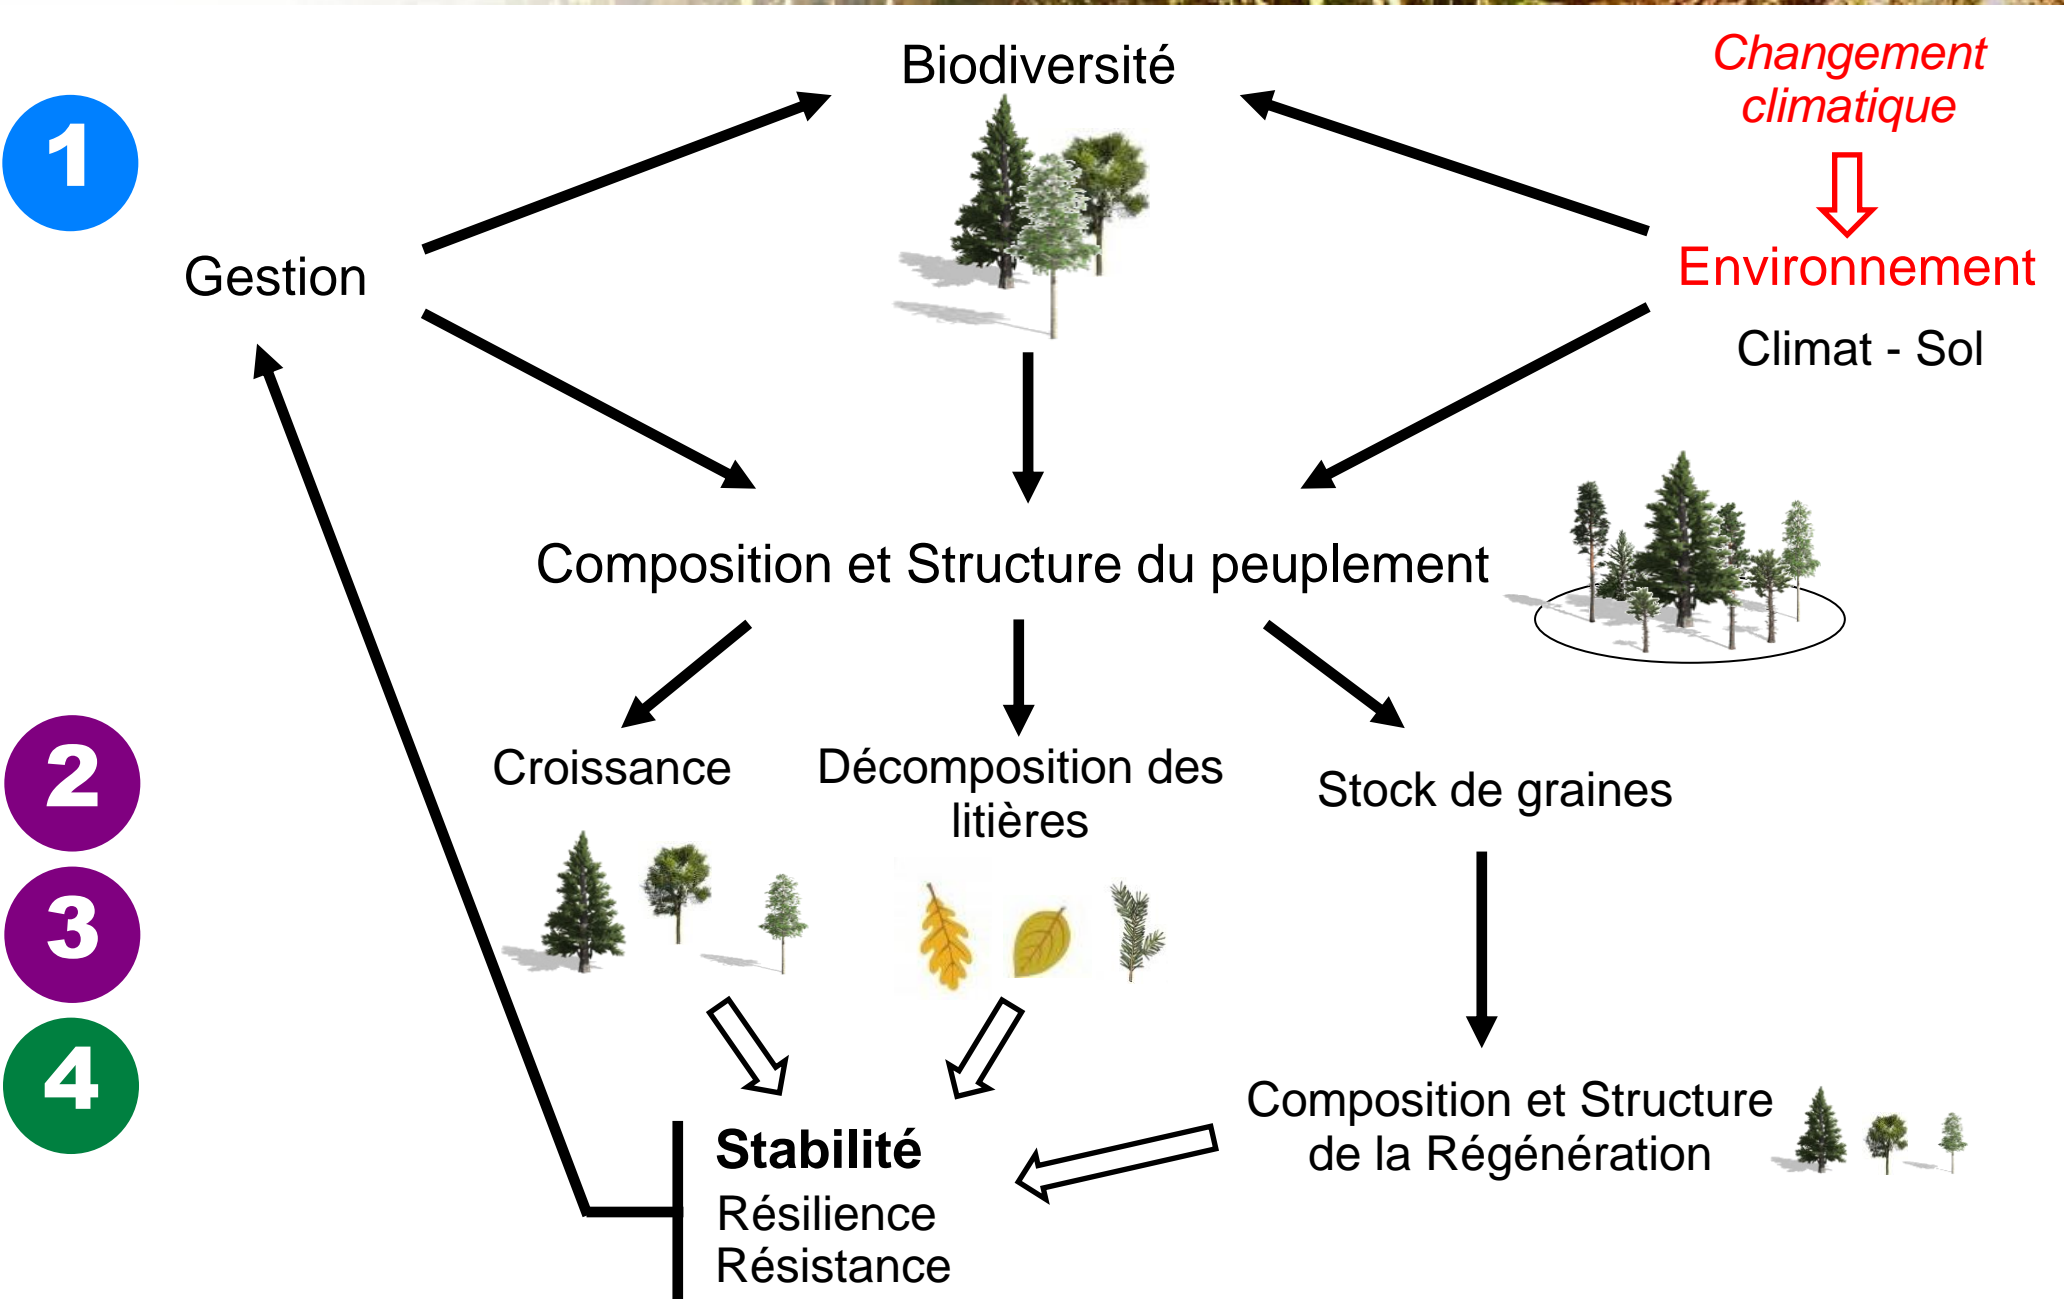 Biodiversité
Changement
climatique
1
Gestion
Environnement
Climat - Sol
Composition et Structure du peuplement
2
Croissance
Décomposition des
litières
Stock de graines
3
4
Composition et Structure
de la Régénération
Stabilité
Résilience
Résistance